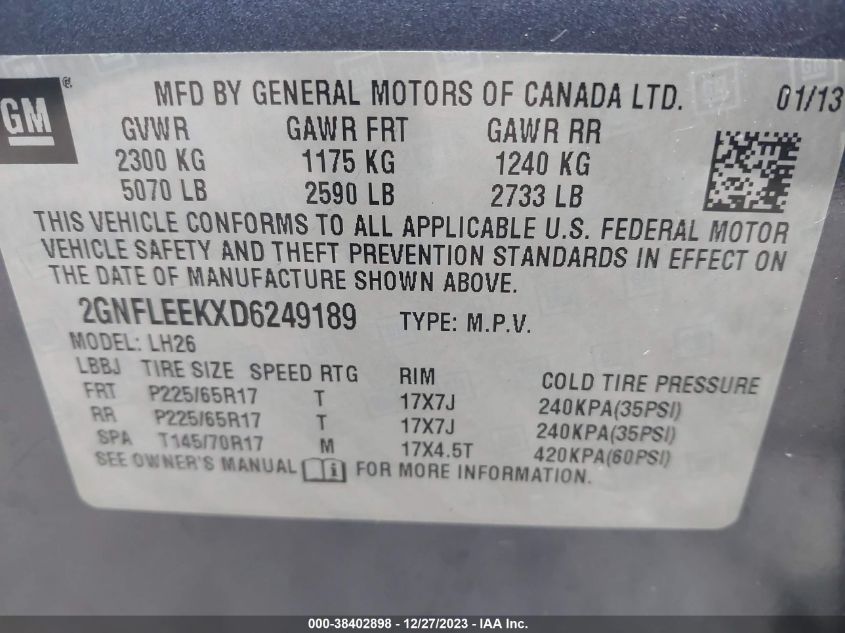 GM ®
MFD BY GENERAL MOTORS OF CANADA LTD. 01/13
GVWR GAWR FRT GAWR RR
2300 KG 1175 KG 1240 KG
5070 LB 2590 LB 2733 LB
THIS VEHICLE CONFORMS TO ALL APPLICABLE U.S. FEDERAL MOTOR
VEHICLE SAFETY AND THEFT PREVENTION STANDARDS IN EFFECT ON
THE DATE OF MANUFACTURE SHOWN ABOVE.
2GNFLEEKXD6249189 TYPE: M.P.V.
MODEL: LH26
LBBJ TIRE SIZE SPEED RTG RIM COLD TIRE PRESSURE
FRT P225/65R17 T 17X7J 240KPA(35PSI)
RR P225/65R17 T 17X7J 240KPA(35PSI)
SPA T145/70R17 M 17X4.5T 420KPA(60PSI)
SEE OWNER'S MANUAL FOR MORE INFORMATION.
000-38402898 - 12/27/2023 - IAA Inc.